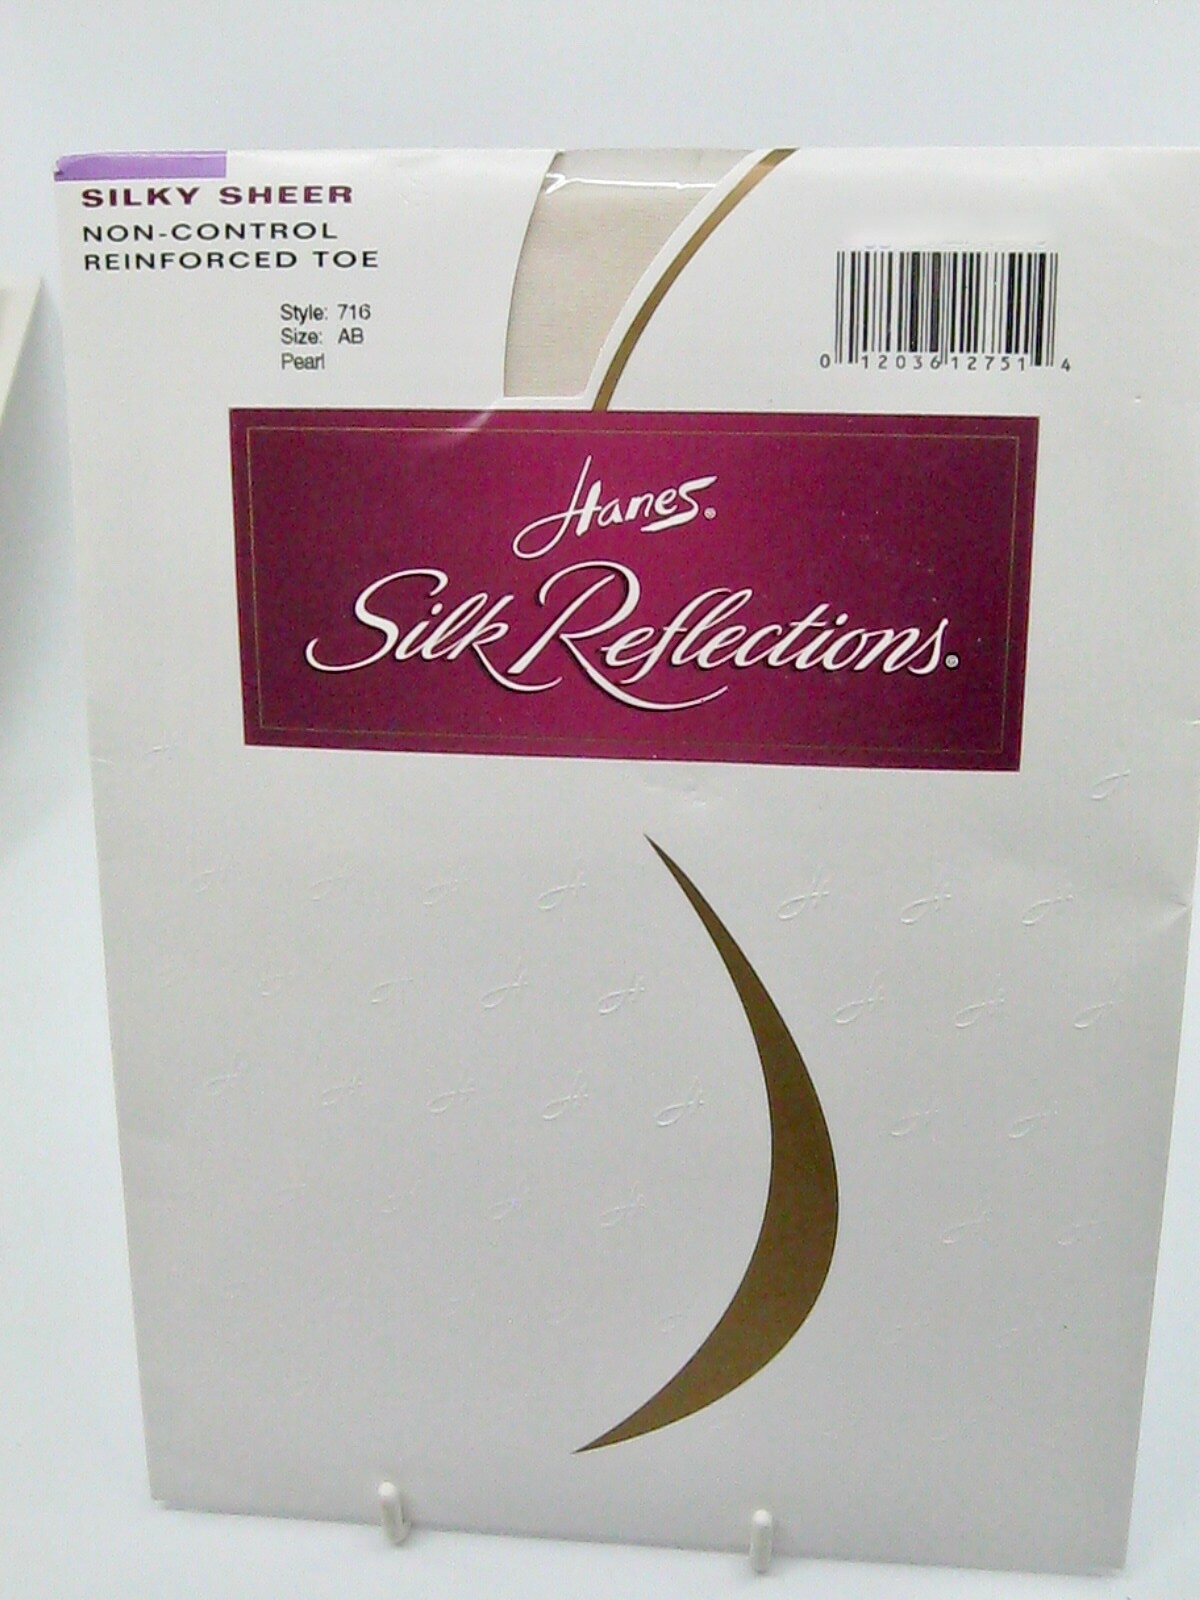 SILKY SHEER
NON-CONTROL
REINFORCED TOE
Style: 716
Size: AB
Pearl
0 12036 12751 4
Hanes®
Silk Reflections®